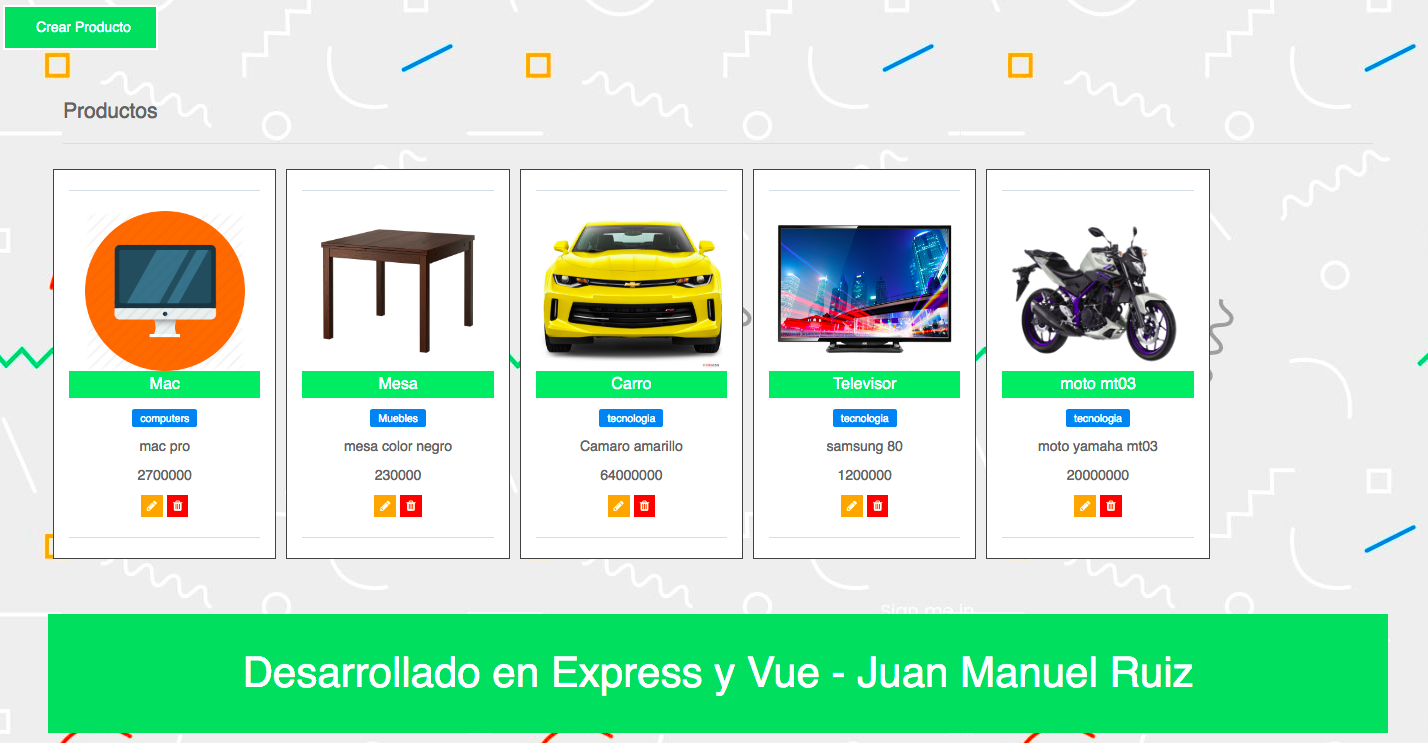 Crear Producto
Productos
Mac
computers
mac pro
2700000
Mesa
Muebles
mesa color negro
230000
Carro
tecnologia
Camaro amarillo
64000000
Televisor
tecnologia
samsung 80
1200000
moto mt03
tecnologia
moto yamaha mt03
20000000
Sign me in
Desarrollado en Express y Vue - Juan Manuel Ruiz